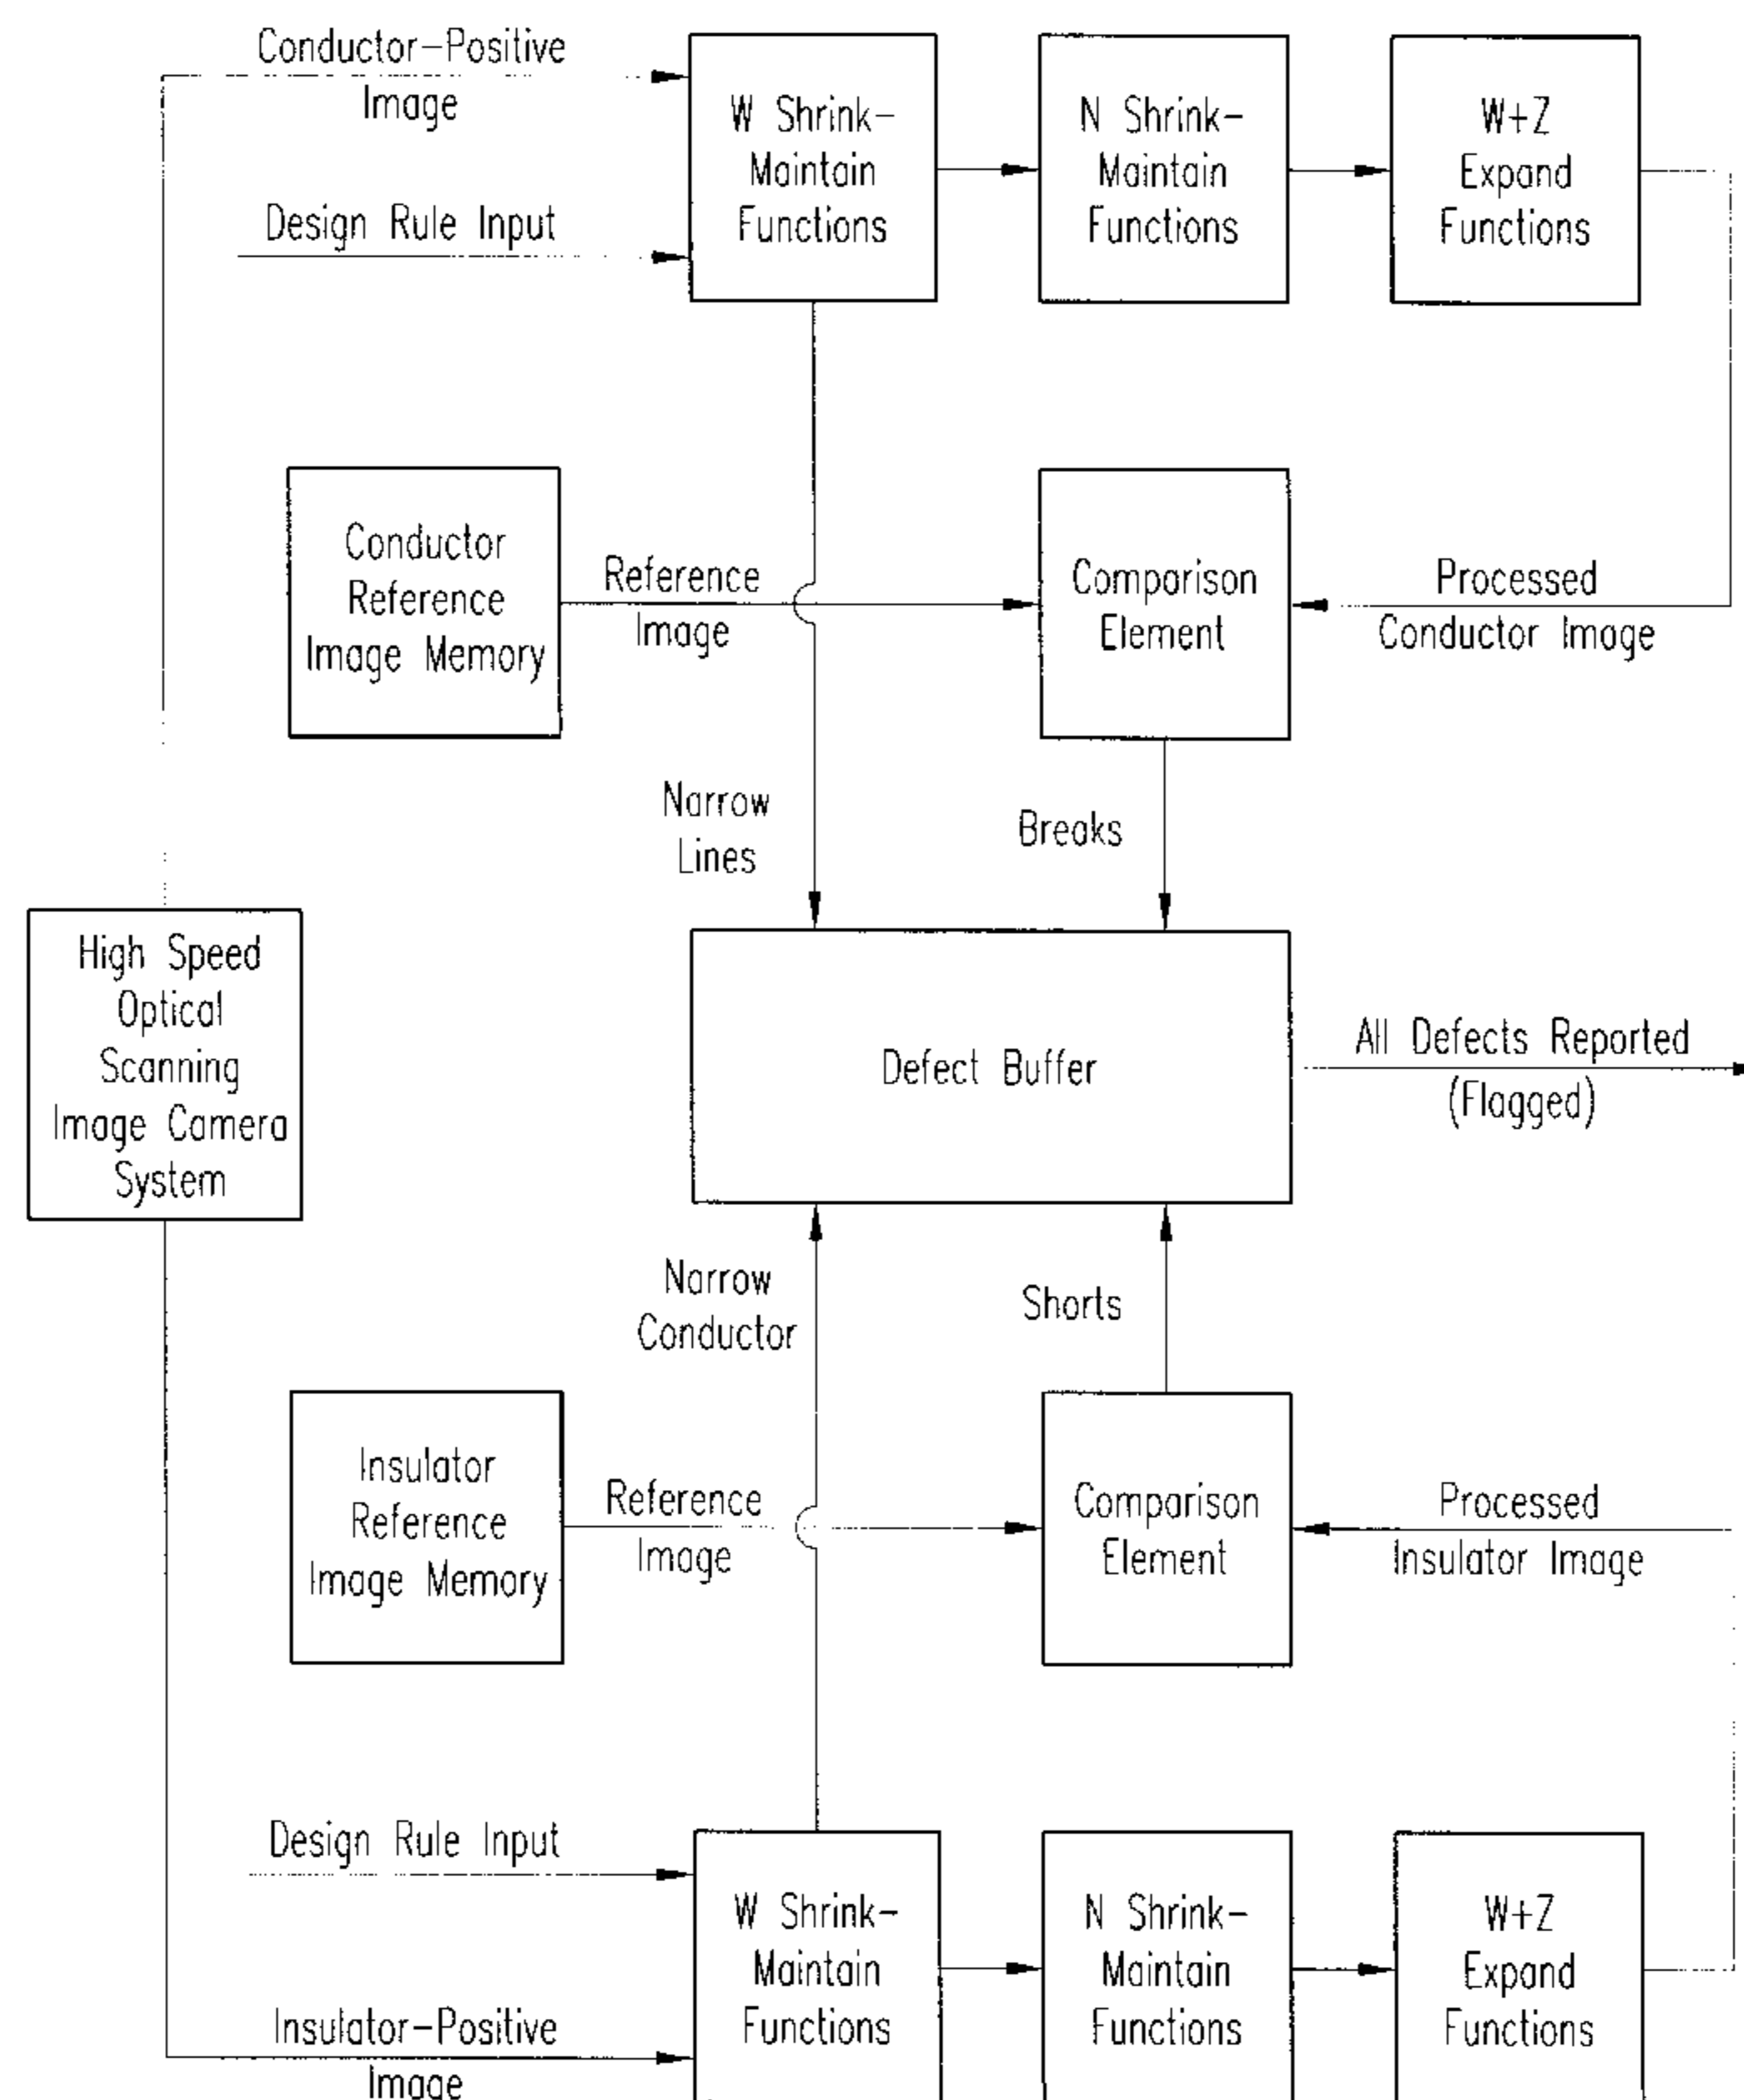 Conductor-Positive
Image
Design Rule Input
W Shrink-
Maintain
Functions
N Shrink-
Maintain
Functions
W+Z
Expand
Functions
Conductor
Reference
Image Memory
Reference
Image
Comparison
Element
Processed
Conductor Image
Narrow
Lines
Breaks
High Speed
Optical
Scanning
Image Camera
System
Defect Buffer
All Defects Reported
(Flagged)
Narrow
Conductor
Shorts
Insulator
Reference
Image Memory
Reference
Image
Comparison
Element
Processed
Insulator Image
Design Rule Input
Insulator-Positive
Image
W Shrink-
Maintain
Functions
N Shrink-
Maintain
Functions
W+Z
Expand
Functions